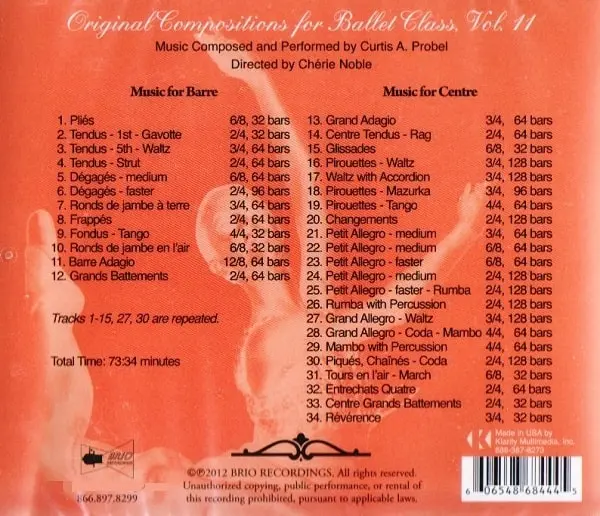 Original Compositions for Ballet Class, Vol. 11
Music Composed and Performed by Curtis A. Probel
Directed by Chérie Noble
Music for Barre
1. Pliés 6/8, 32 bars
2. Tendus - 1st - Gavotte 2/4, 32 bars
3. Tendus - 5th - Waltz 3/4, 64 bars
4. Tendus - Strut 2/4, 64 bars
5. Dégagés - medium 6/8, 64 bars
6. Dégagés - faster 2/4, 96 bars
7. Ronds de jambe à terre 3/4, 64 bars
8. Frappés 2/4, 64 bars
9. Fondus - Tango 4/4, 32 bars
10. Ronds de jambe en l'air 6/8, 32 bars
11. Barre Adagio 12/8, 64 bars
12. Grands Battements 2/4, 64 bars
Tracks 1-15, 27, 30 are repeated.
Total Time: 73:34 minutes
Music for Centre
13. Grand Adagio 3/4, 64 bars
14. Centre Tendus - Rag 2/4, 64 bars
15. Glissades 6/8, 32 bars
16. Pirouettes - Waltz 3/4, 128 bars
17. Waltz with Accordion 3/4, 128 bars
18. Pirouettes - Mazurka 3/4, 96 bars
19. Pirouettes - Tango 4/4, 64 bars
20. Changements 2/4, 64 bars
21. Petit Allegro - medium 3/4, 64 bars
22. Petit Allegro - medium 6/8, 64 bars
23. Petit Allegro - faster 6/8, 64 bars
24. Petit Allegro - medium 2/4, 64 bars
25. Petit Allegro - faster - Rumba 2/4, 64 bars
26. Rumba with Percussion 2/4, 128 bars
27. Grand Allegro - Waltz 3/4, 128 bars
28. Grand Allegro - Coda - Mambo 4/4, 64 bars
29. Mambo with Percussion 4/4, 64 bars
30. Piqués, Chaînés - Coda 2/4, 128 bars
31. Tours en l'air - March 6/8, 32 bars
32. Entrechats Quatre 2/4, 64 bars
33. Centre Grands Battements 2/4, 32 bars
34. Révérence 3/4, 32 bars
BRIO
RECORDINGS
866.897.8299
©℗2012 BRIO RECORDINGS. All rights reserved.
Unauthorized copying, public performance, or rental of
this recording prohibited, pursuant to applicable laws.
K
Made in USA by
Klarity Multimedia, Inc.
888-387-8273
6 06548 68444 5